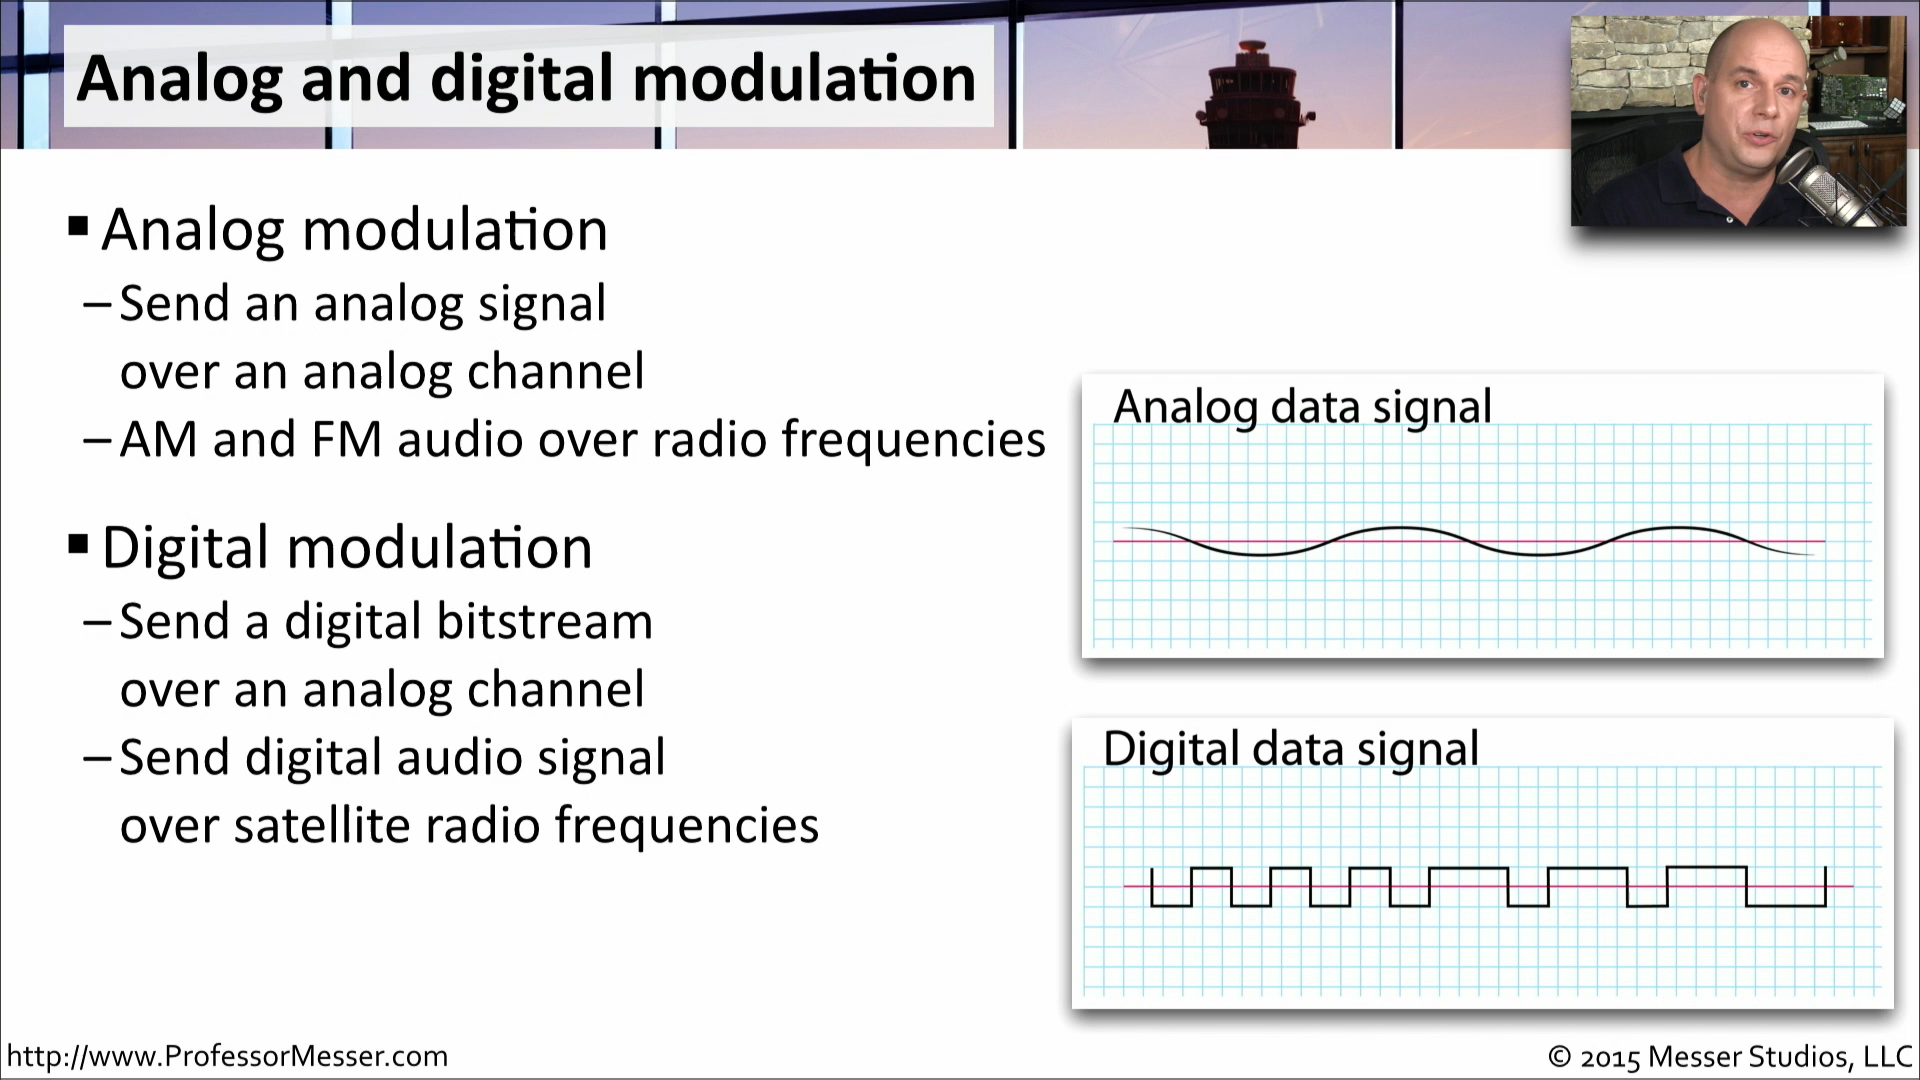 Analog and digital modulation
▪ Analog modulation
– Send an analog signal
over an analog channel
– AM and FM audio over radio frequencies
▪ Digital modulation
– Send a digital bitstream
over an analog channel
– Send digital audio signal
over satellite radio frequencies
Analog data signal
Digital data signal
http://www.ProfessorMesser.com
© 2015 Messer Studios, LLC